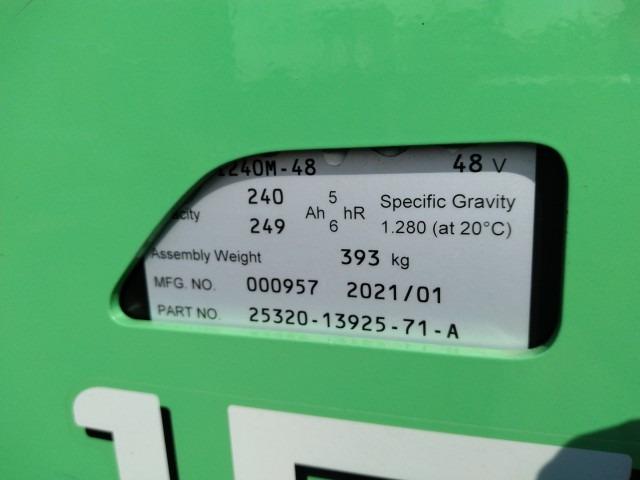 240M-48 48 V
240 Ah 5 hR Specific Gravity
249 6 1.280 (at 20°C)
Assembly Weight 393 kg
MFG. NO. 000957 2021/01
PART NO. 25320-13925-71-A
15